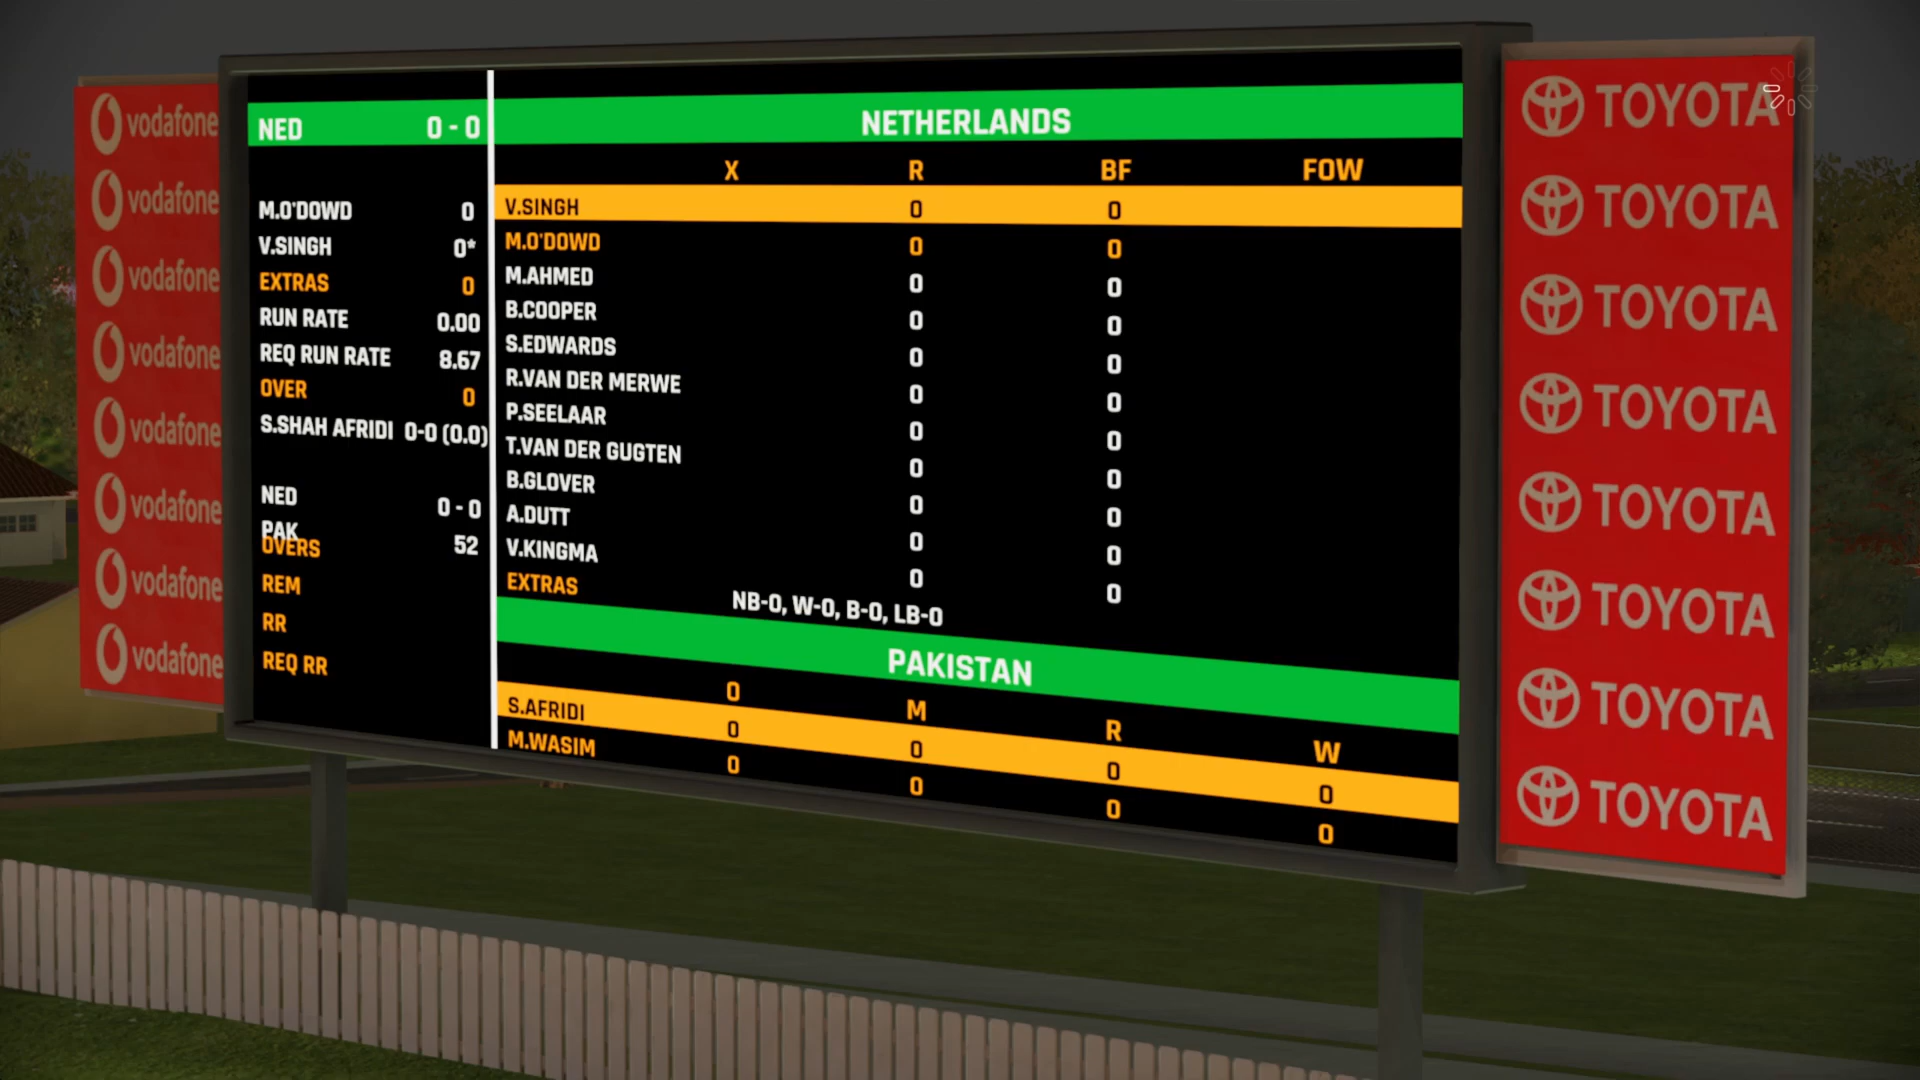 NED 0 - 0
M.O'DOWD 0
V.SINGH 0*
EXTRAS 0
RUN RATE 0.00
REQ RUN RATE 8.67
OVER 0
S.SHAH AFRIDI 0-0 (0.0)
NED 0 - 0
PAK 52
OVERS
REM
RR
REQ RR
NETHERLANDS
X R BF FOW
V.SINGH 0 0
M.O'DOWD 0 0
M.AHMED 0 0
B.COOPER 0 0
S.EDWARDS 0 0
R.VAN DER MERWE 0 0
P.SEELAAR 0 0
T.VAN DER GUGTEN 0 0
B.GLOVER 0 0
A.DUTT 0 0
V.KINGMA 0 0
EXTRAS NB-0, W-0, B-0, LB-0
PAKISTAN
O M R W
S.AFRIDI 0 0 0 0
M.WASIM 0 0 0 0
vodafone
vodafone
vodafone
vodafone
vodafone
vodafone
vodafone
vodafone
TOYOTA
TOYOTA
TOYOTA
TOYOTA
TOYOTA
TOYOTA
TOYOTA
TOYOTA